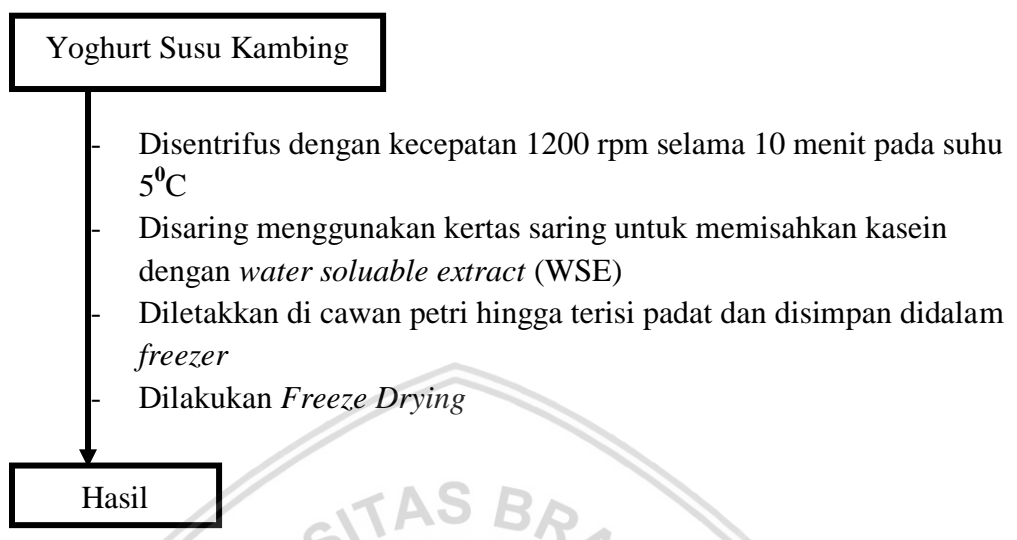 Yoghurt Susu Kambing
- Disentrifus dengan kecepatan 1200 rpm selama 10 menit pada suhu
5⁰C
- Disaring menggunakan kertas saring untuk memisahkan kasein
dengan water soluable extract (WSE)
- Diletakkan di cawan petri hingga terisi padat dan disimpan didalam
freezer
- Dilakukan Freeze Drying
Hasil
SITAS BRA